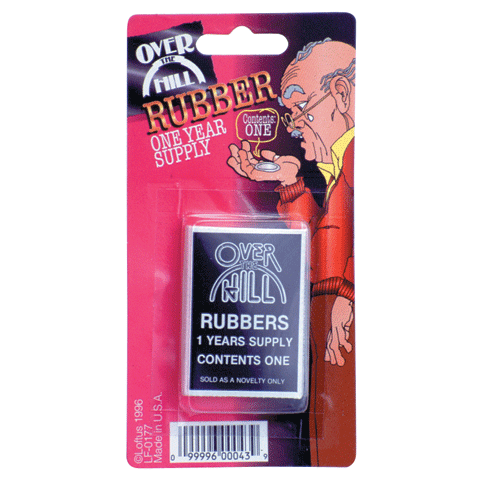 OVER
THE
HILL
RUBBER
ONE YEAR
SUPPLY
Contents:
ONE
OVER
THE
HILL
RUBBERS
1 YEARS SUPPLY
CONTENTS ONE
SOLD AS A NOVELTY ONLY
©Loftus 1996
LF-0177
Made in U.S.A.
0 99996 00043 9